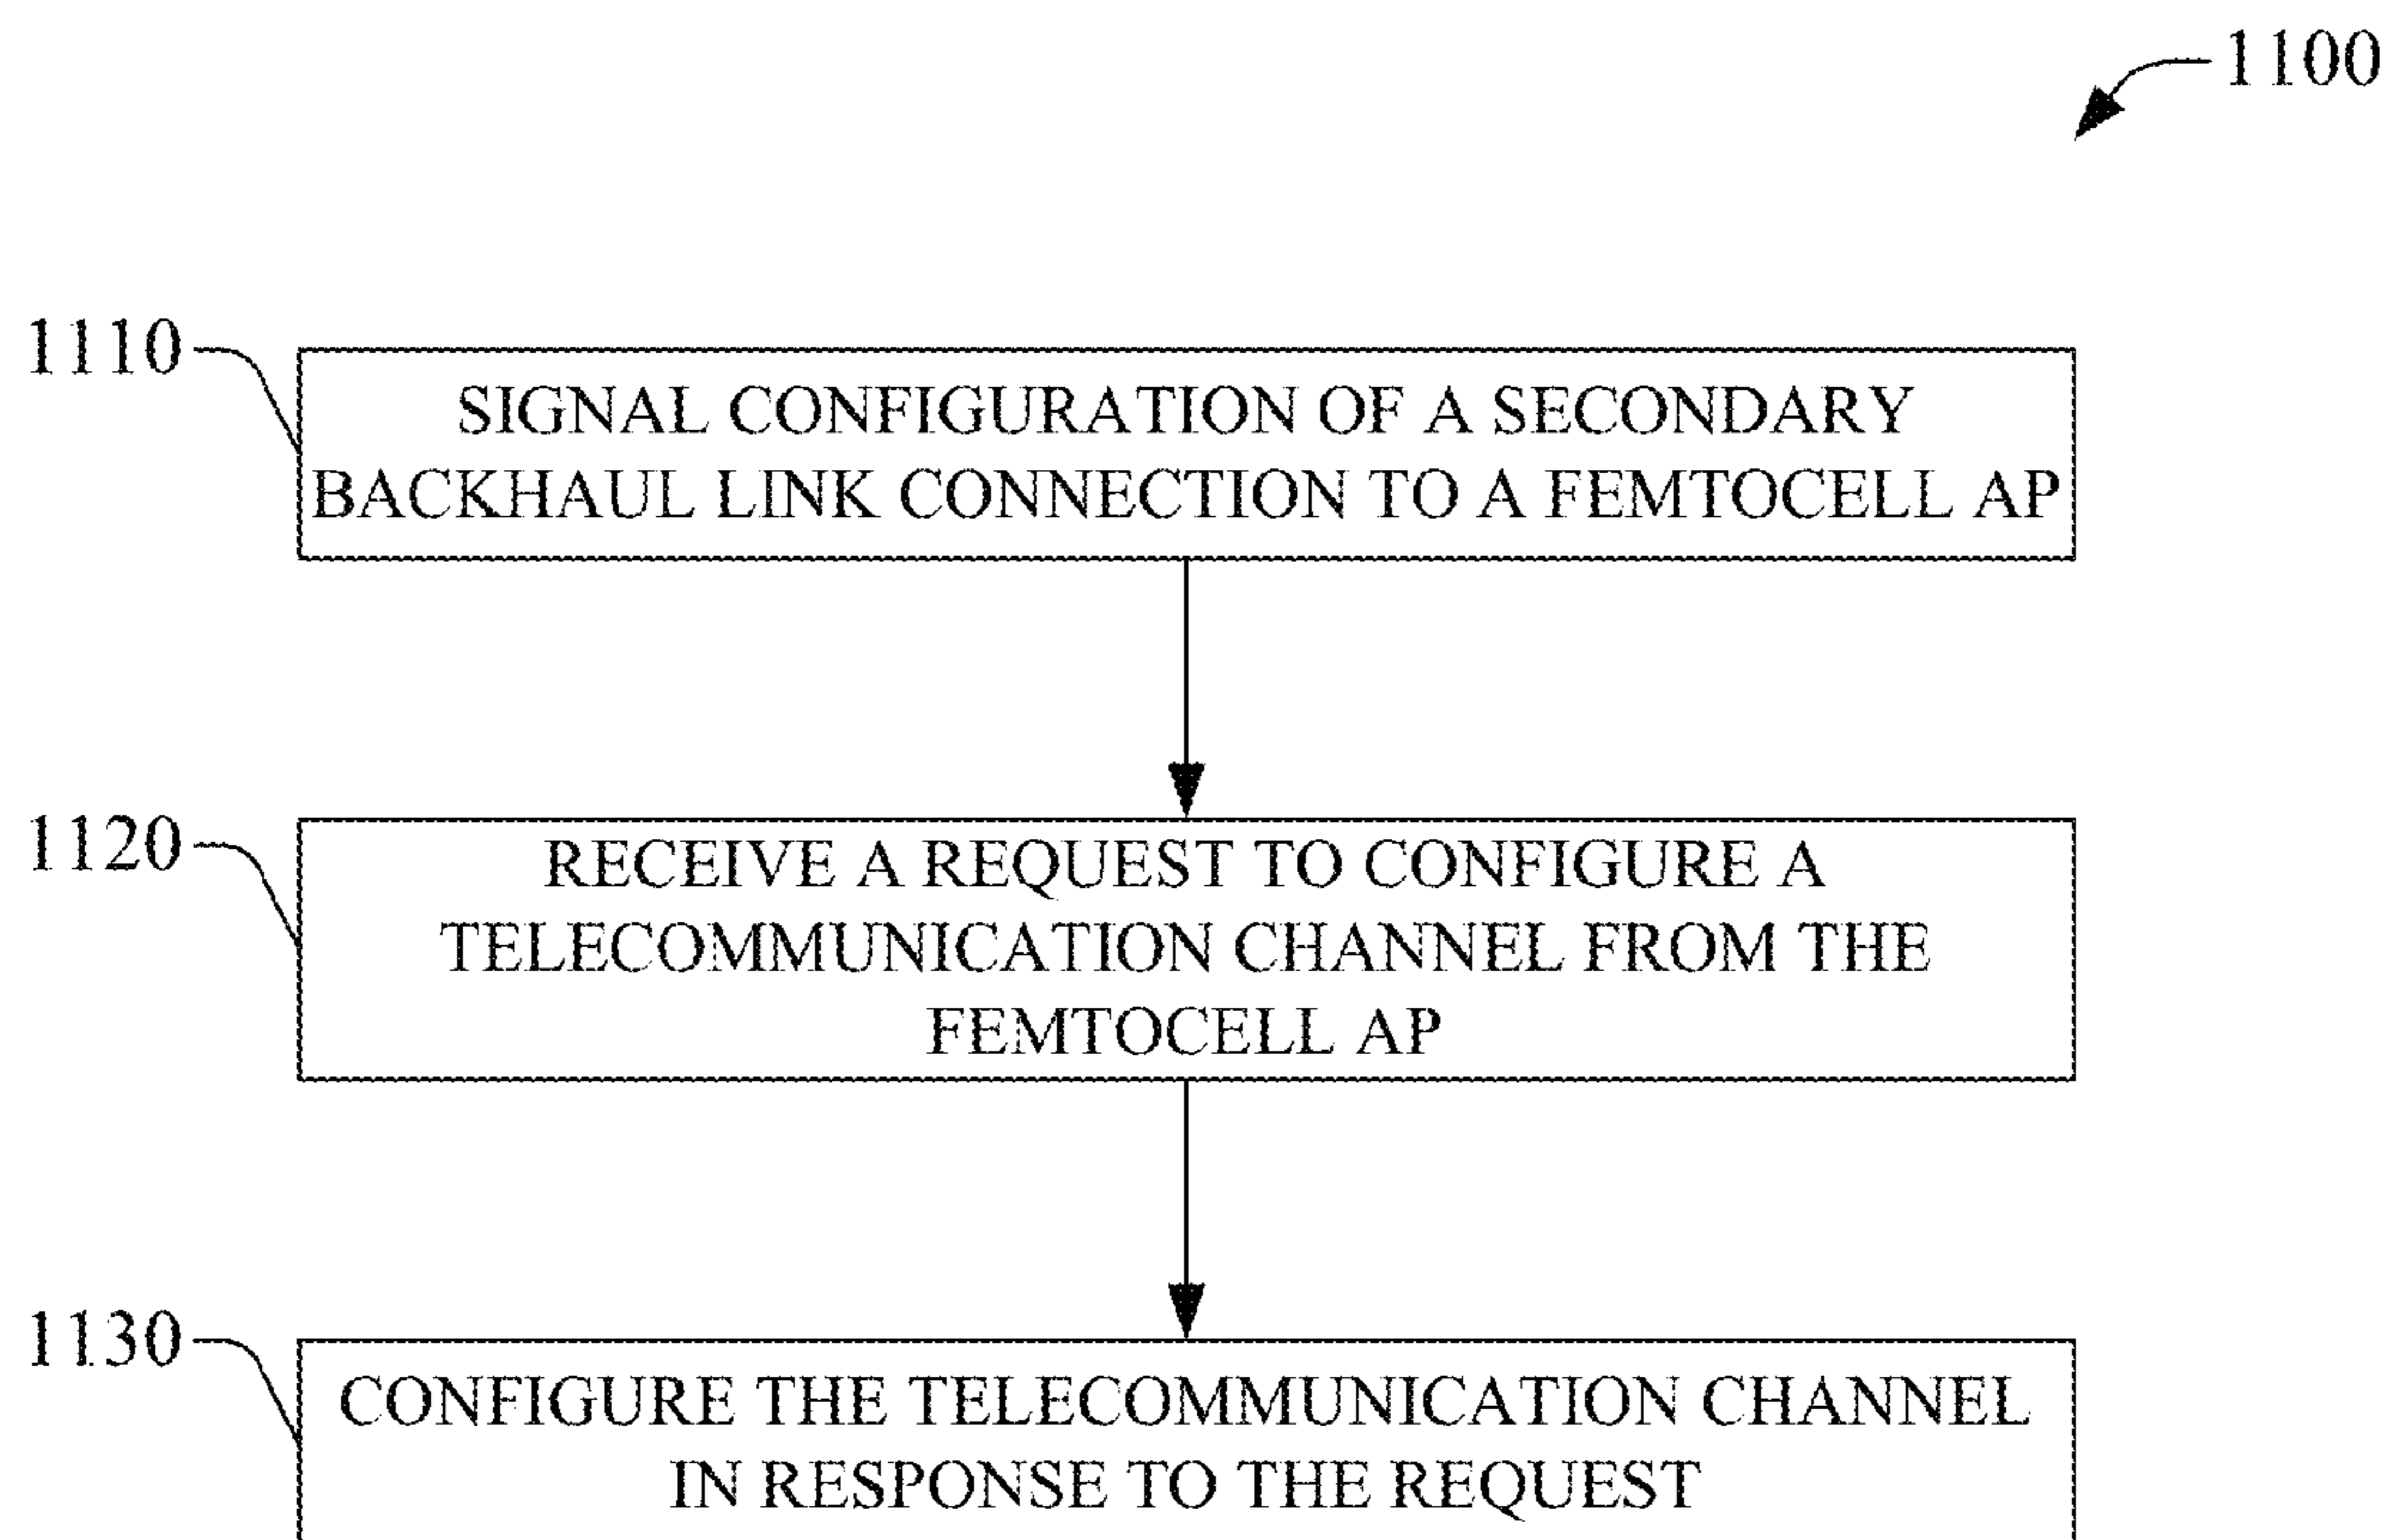 1100
1110
SIGNAL CONFIGURATION OF A SECONDARY
BACKHAUL LINK CONNECTION TO A FEMTOCELL AP
1120
RECEIVE A REQUEST TO CONFIGURE A
TELECOMMUNICATION CHANNEL FROM THE
FEMTOCELL AP
1130
CONFIGURE THE TELECOMMUNICATION CHANNEL
IN RESPONSE TO THE REQUEST